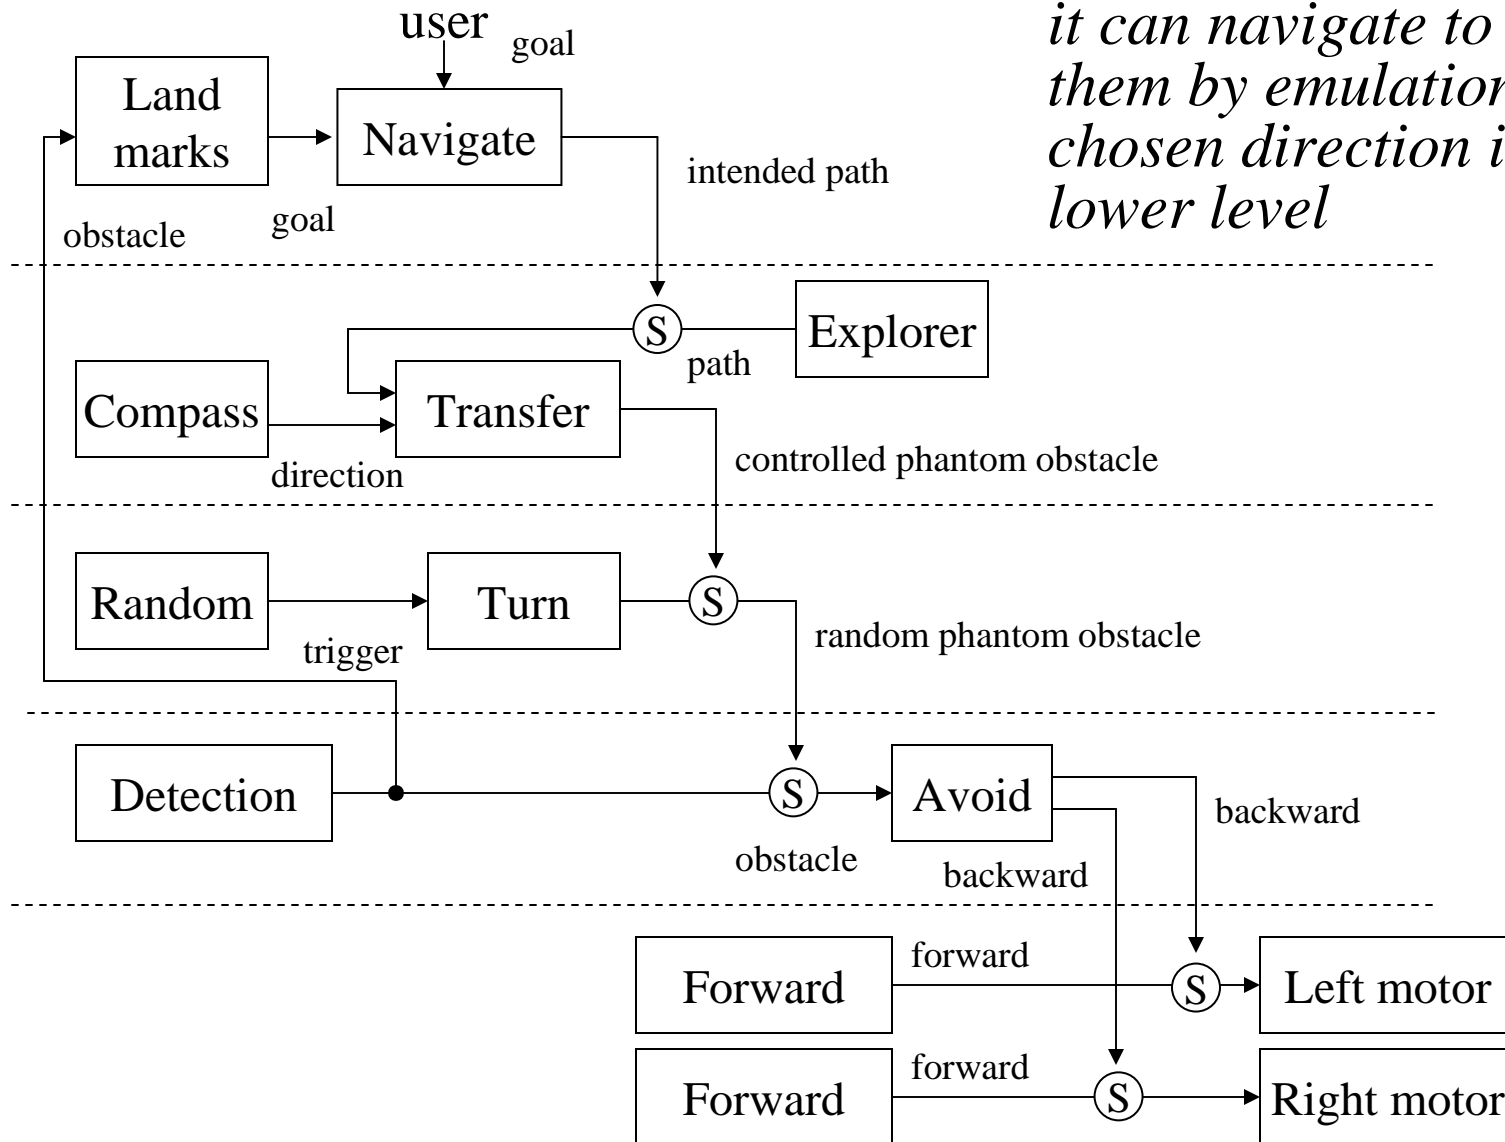 user
goal
it can navigate to
them by emulation
chosen direction i
lower level
Land
marks
Navigate
intended path
goal
obstacle
S
Explorer
path
Compass
Transfer
direction
controlled phantom obstacle
Random
Turn
S
trigger
random phantom obstacle
Detection
S
Avoid
backward
obstacle
backward
Forward
forward
S
Left motor
Forward
forward
S
Right motor